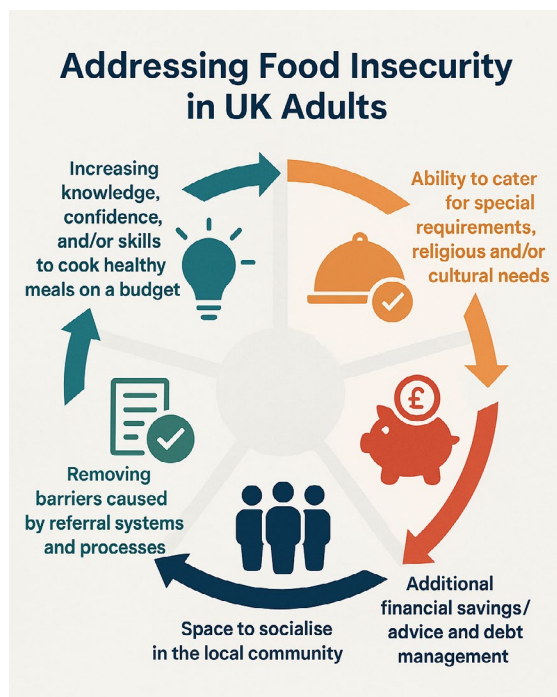 Addressing Food Insecurity
in UK Adults
Increasing
knowledge,
confidence,
and/or skills
to cook healthy
meals on a budget
Ability to cater
for special
requirements,
religious and/or
cultural needs
£
Additional
financial savings/
advice and debt
management
Space to socialise
in the local community
Removing
barriers caused
by referral systems
and processes